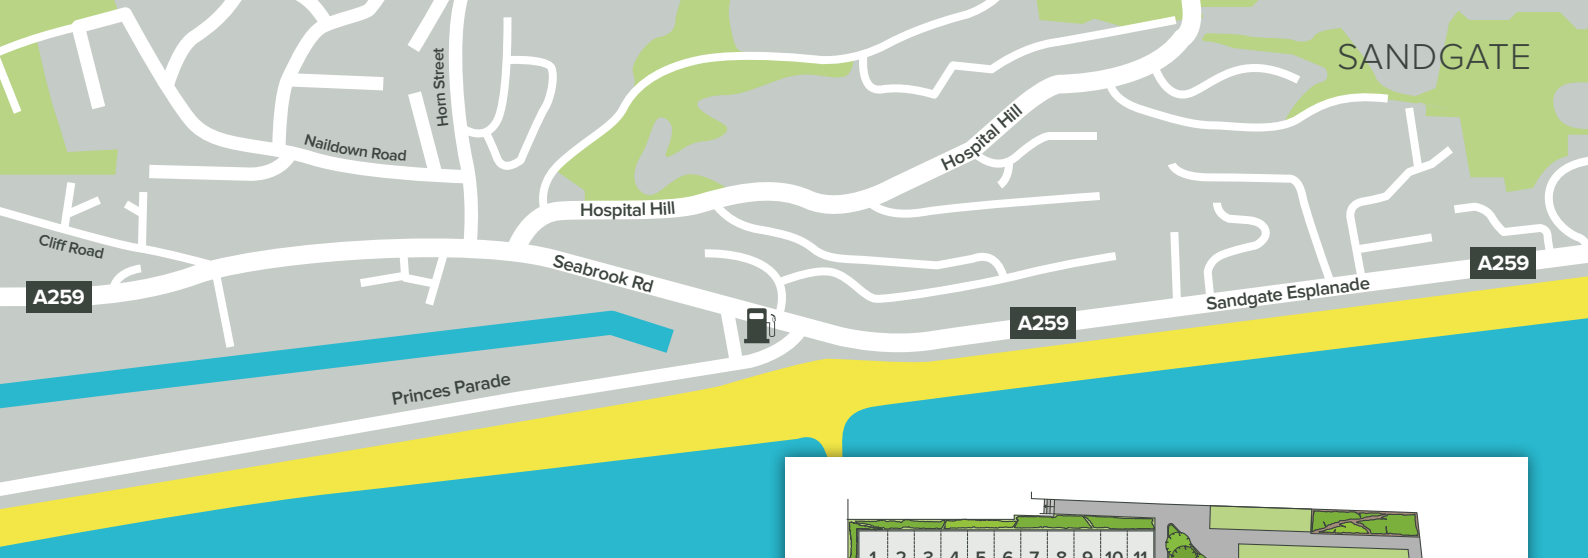 SANDGATE
Horn Street
Naildown Road
Hospital Hill
Hospital Hill
Cliff Road
Seabrook Rd
A259
A259
A259
Sandgate Esplanade
Princes Parade
1 2 3 4 5 6 7 8 9 10 11